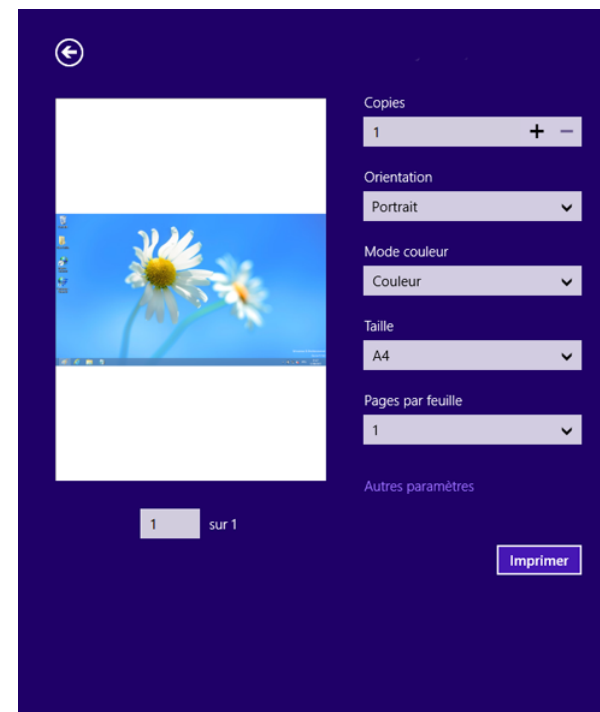 Copies
1
Orientation
Portrait
Mode couleur
Couleur
Taille
A4
Pages par feuille
1
Autres paramètres
1 sur 1
Imprimer